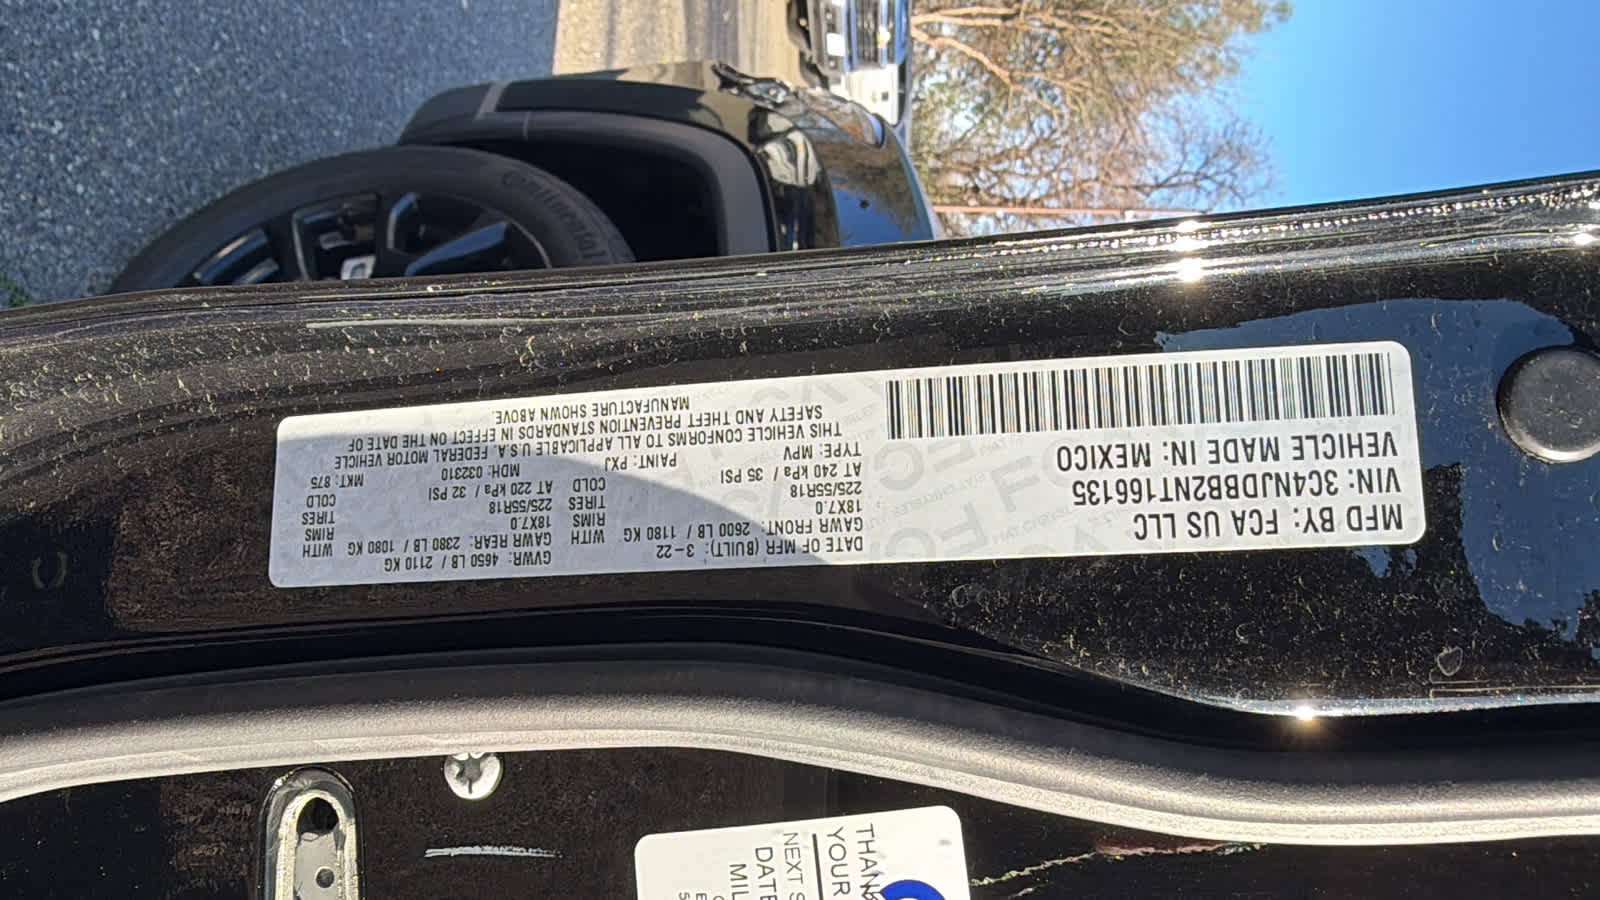 MFD BY: FCA US LLC
VIN: 3C4NJDBB2NT166135
VEHICLE MADE IN: MEXICO
DATE OF MFR (BUILT): 3-22 GVWR: 4650 LB / 2110 KG
GAWR FRONT: 2600 LB / 1180 KG WITH GAWR REAR: 2380 LB / 1080 KG WITH
18X7.0 RIMS 18X7.0 RIMS
225/55R18 TIRES 225/55R18 TIRES
AT 240 kPa / 35 PSI COLD AT 220 kPa / 32 PSI COLD
TYPE: MPV PAINT: PXJ MDH: 032310 MKT: 875
THIS VEHICLE CONFORMS TO ALL APPLICABLE U.S.A. FEDERAL MOTOR VEHICLE
SAFETY AND THEFT PREVENTION STANDARDS IN EFFECT ON THE DATE OF
MANUFACTURE SHOWN ABOVE.
Continental
YOUR
NEXT
DATE